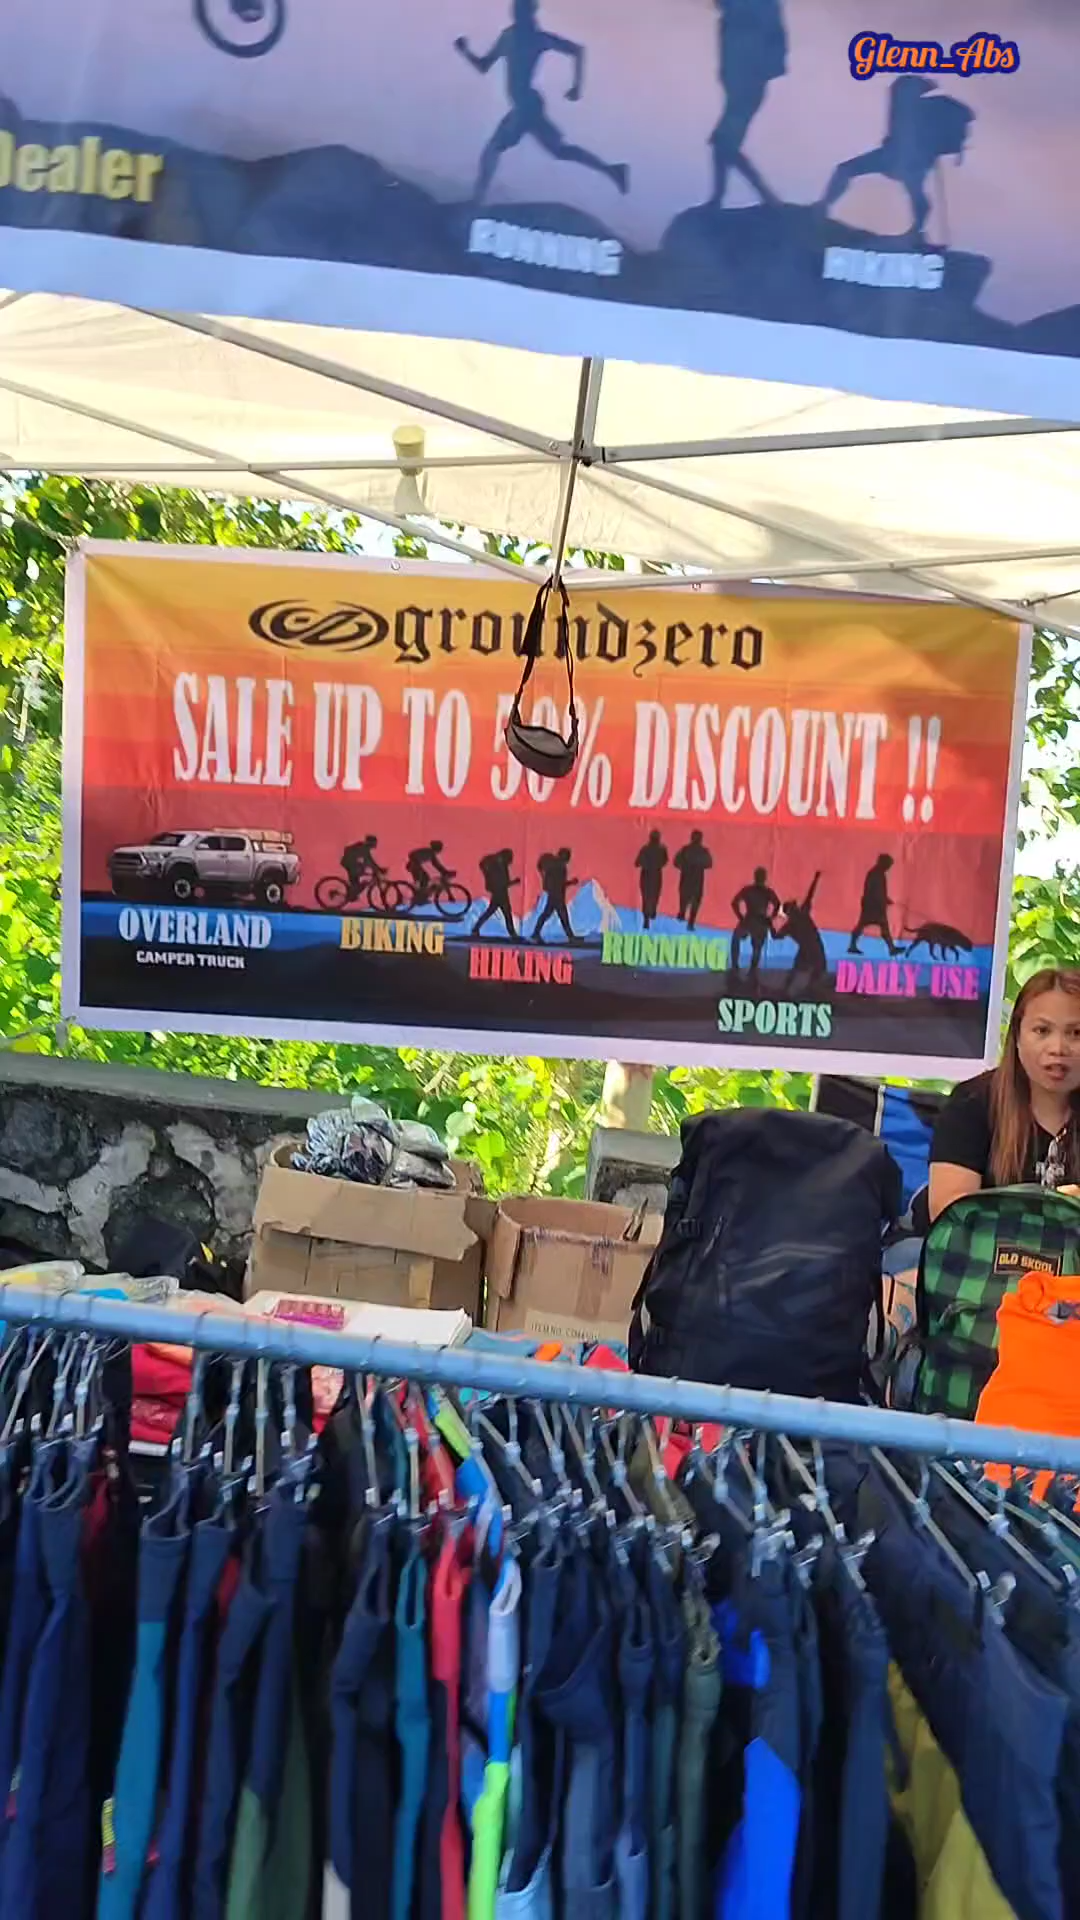 Glenn_Abs
Dealer
RUNNING
HIKING
groundzero
SALE UP TO 50% DISCOUNT !!
OVERLAND
CAMPER TRUCK
BIKING
HIKING
RUNNING
SPORTS
DAILY USE
OLD SKOOL